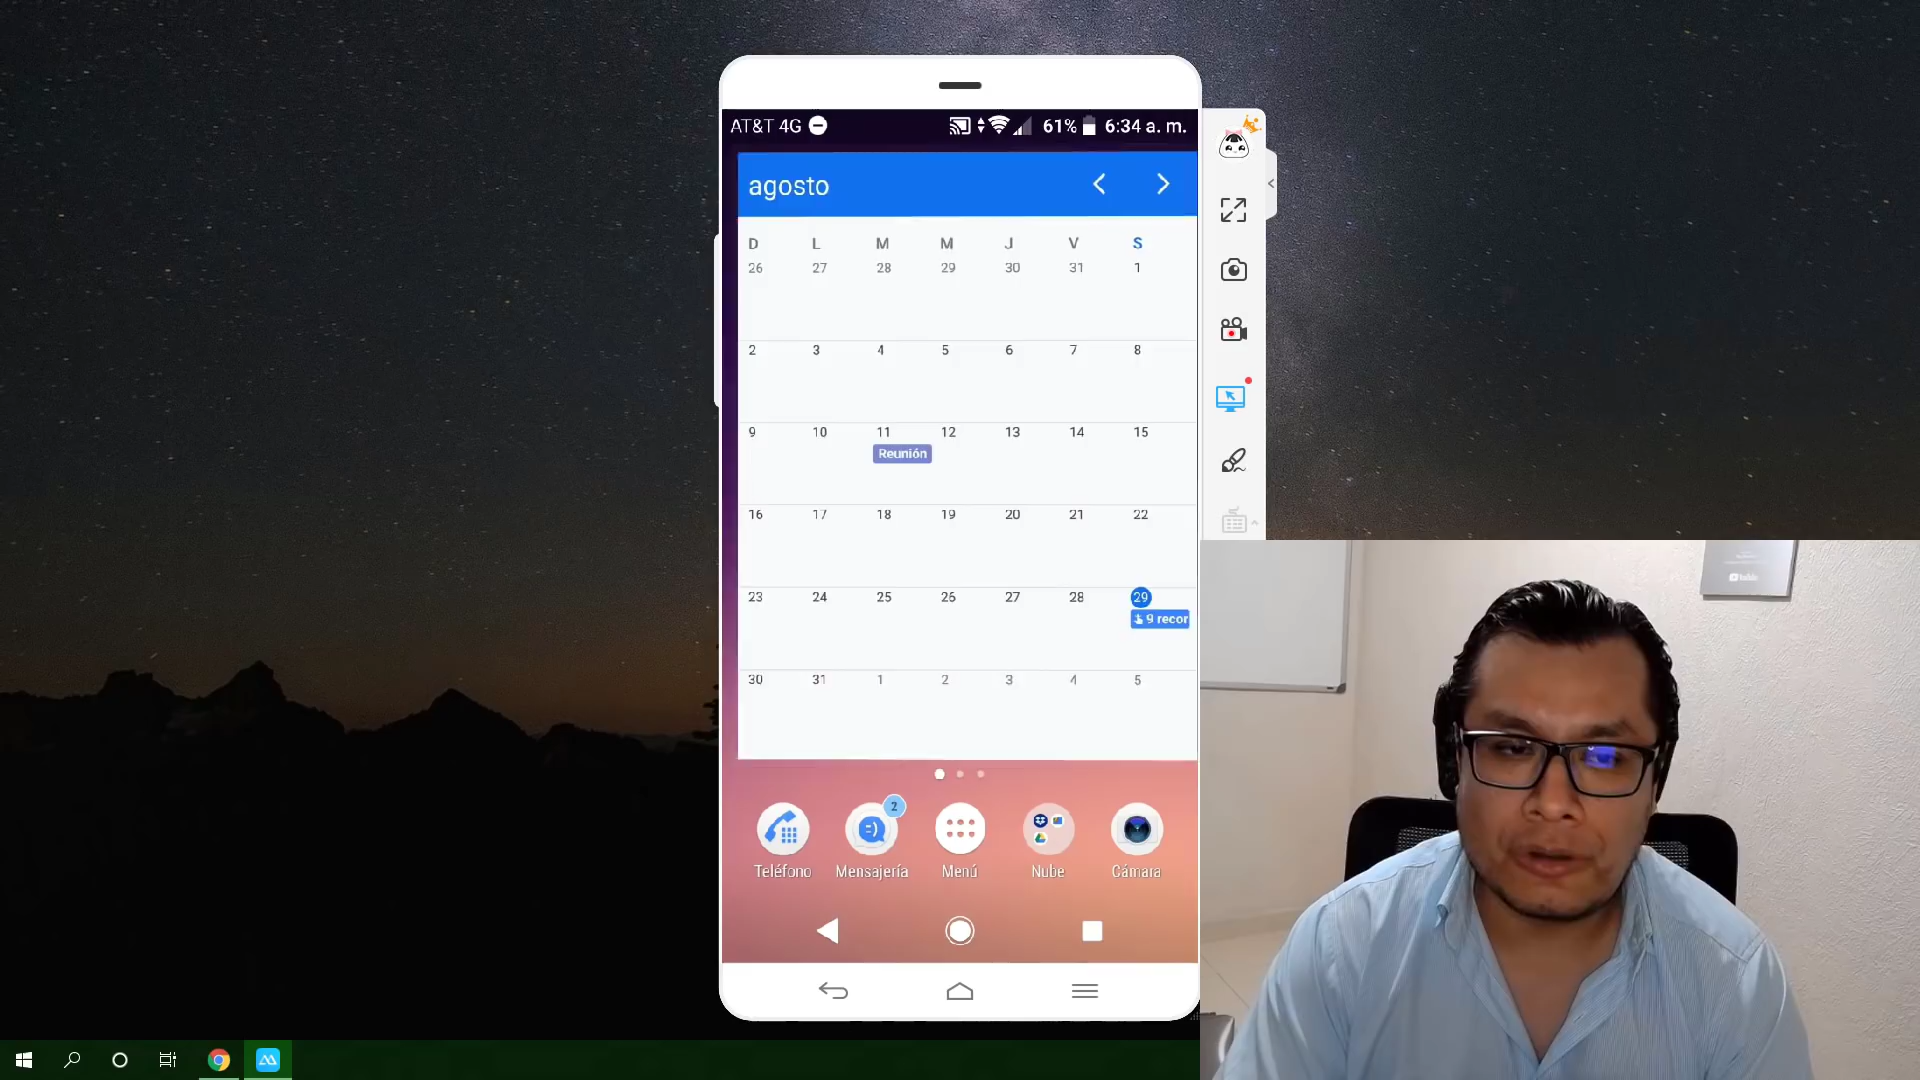 AT&T 4G 61% 6:34 a. m.
agosto
D L M M J V S
26 27 28 29 30 31 1
2 3 4 5 6 7 8
9 10 11 12 13 14 15
Reunión
16 17 18 19 20 21 22
23 24 25 26 27 28 29
9 recor
30 31 1 2 3 4 5
2
Teléfono Mensajería Menú Nube Cámara
YouTube